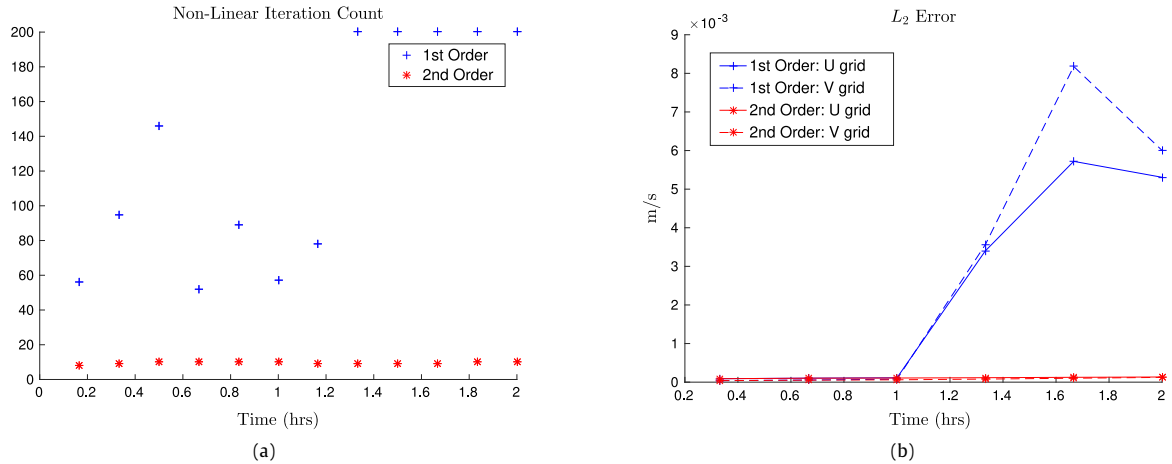 Non-Linear Iteration Count
200
180
160
140
120
100
80
60
40
20
0
0 0.2 0.4 0.6 0.8 1 1.2 1.4 1.6 1.8 2
Time (hrs)
1st Order
2nd Order
(a)
L2 Error
×10-3
9
8
7
6
5
4
3
2
1
0
m/s
0.2 0.4 0.6 0.8 1 1.2 1.4 1.6 1.8 2
Time (hrs)
1st Order: U grid
1st Order: V grid
2nd Order: U grid
2nd Order: V grid
(b)